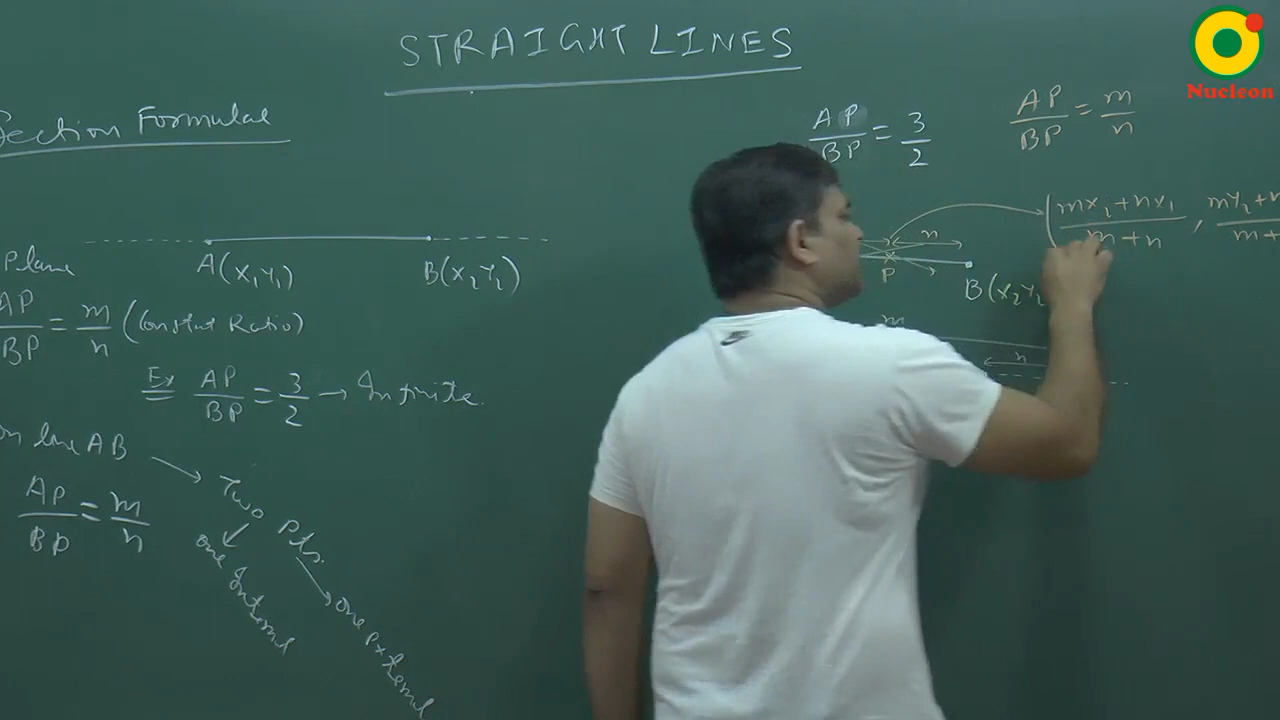 STRAIGHT LINES
Nucleon
Section Formulae
A(x₁y₁)
B(x₂y₂)
Plane
AP/BP = m/n (Constant Ratio)
Ex AP/BP = 3/2 → Infinite.
on line AB
AP/BP = m/n
Two Pts.
one Internal
one external
AP/BP = 3/2
AP/BP = m/n
(mx₂+nx₁/m+n , my₂+
m+
n
P
B(x₂y₂
m
n